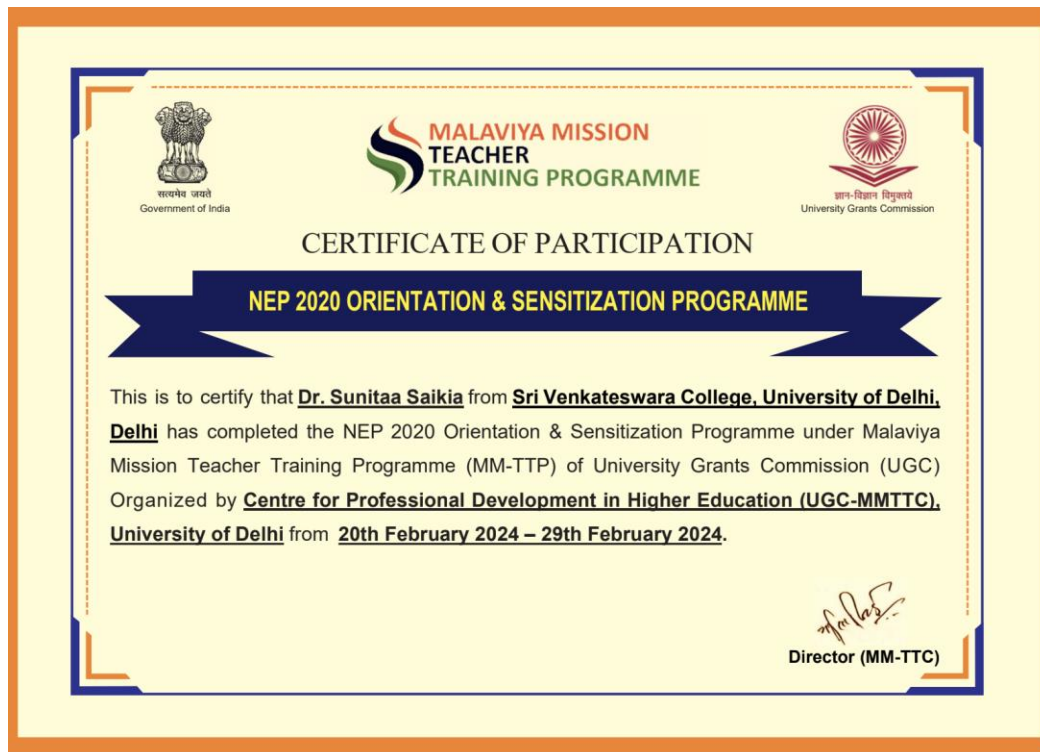 सत्यमेव जयते
Government of India
MALAVIYA MISSION
TEACHER
TRAINING PROGRAMME
ज्ञान-विज्ञान विमुक्तये
University Grants Commission
CERTIFICATE OF PARTICIPATION
NEP 2020 ORIENTATION & SENSITIZATION PROGRAMME
This is to certify that Dr. Sunitaa Saikia from Sri Venkateswara College, University of Delhi,
Delhi has completed the NEP 2020 Orientation & Sensitization Programme under Malaviya
Mission Teacher Training Programme (MM-TTP) of University Grants Commission (UGC)
Organized by Centre for Professional Development in Higher Education (UGC-MMTTC),
University of Delhi from 20th February 2024 – 29th February 2024.
Director (MM-TTC)